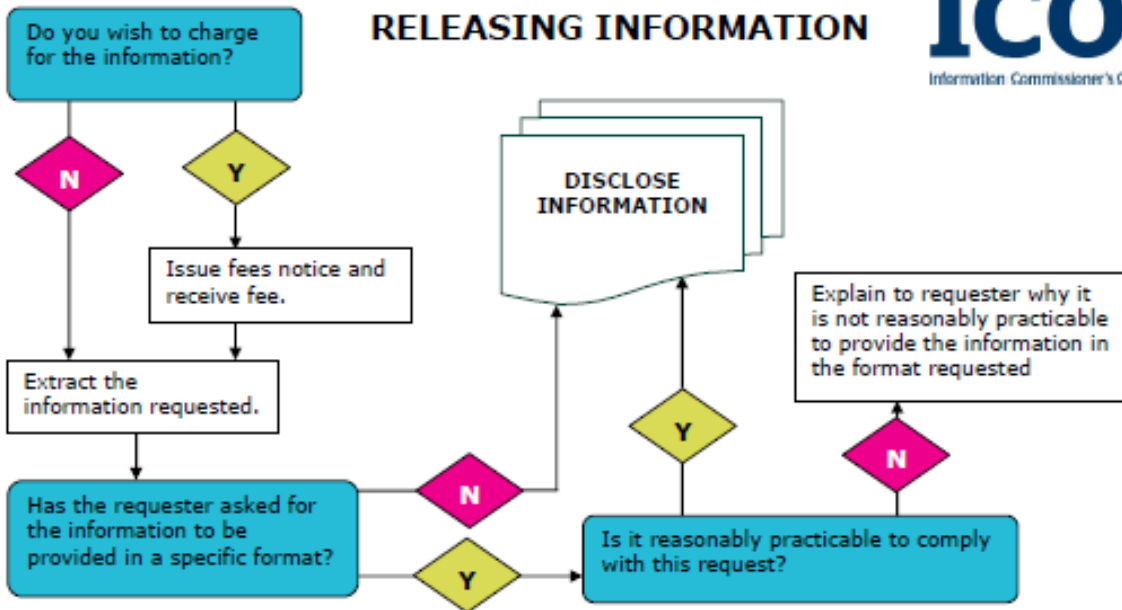 RELEASING INFORMATION
ico
Information Commissioner's
Do you wish to charge
for the information?
N
Y
DISCLOSE
INFORMATION
Issue fees notice and
receive fee.
Explain to requester why it
is not reasonably practicable
to provide the information in
the format requested
Extract the
information requested.
Y
N
N
Has the requester asked for
the information to be
provided in a specific format?
Is it reasonably practicable to comply
with this request?
Y